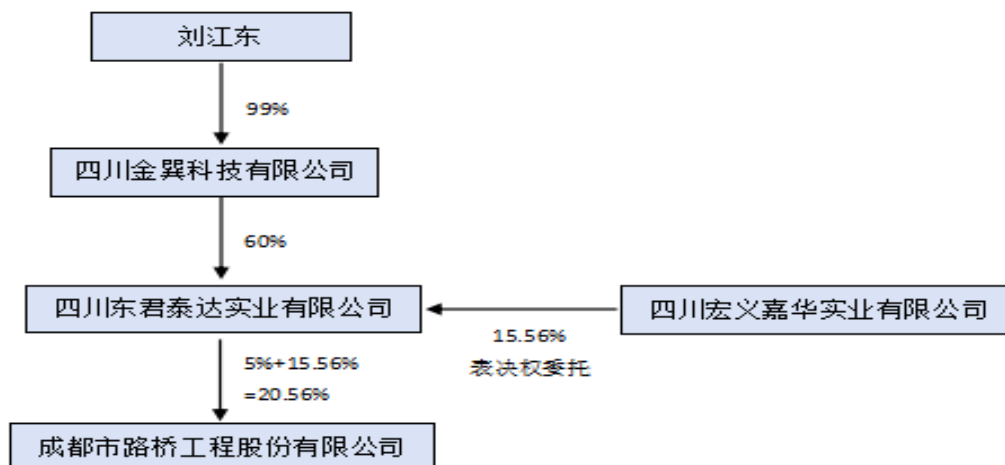 刘江东
99%
四川金巽科技有限公司
60%
四川东君泰达实业有限公司
四川宏义嘉华实业有限公司
15.56%
表决权委托
5%+15.56%
=20.56%
成都市路桥工程股份有限公司